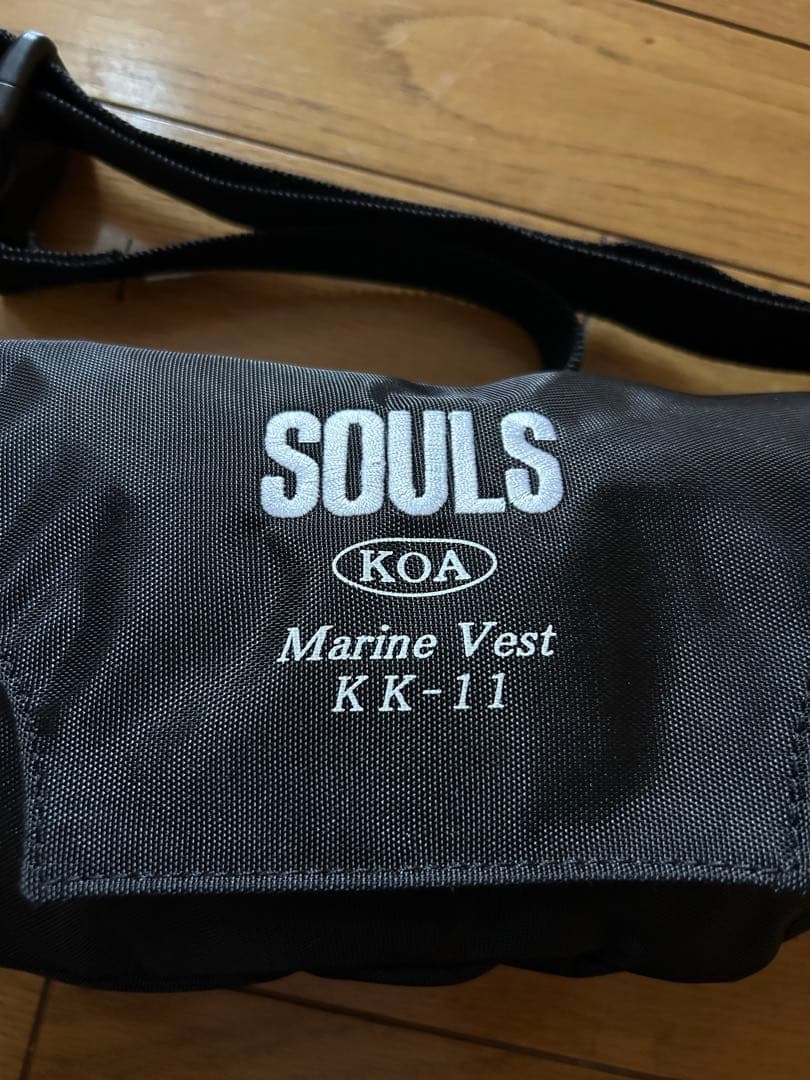 SOULS
KOA
Marine Vest
KK-11